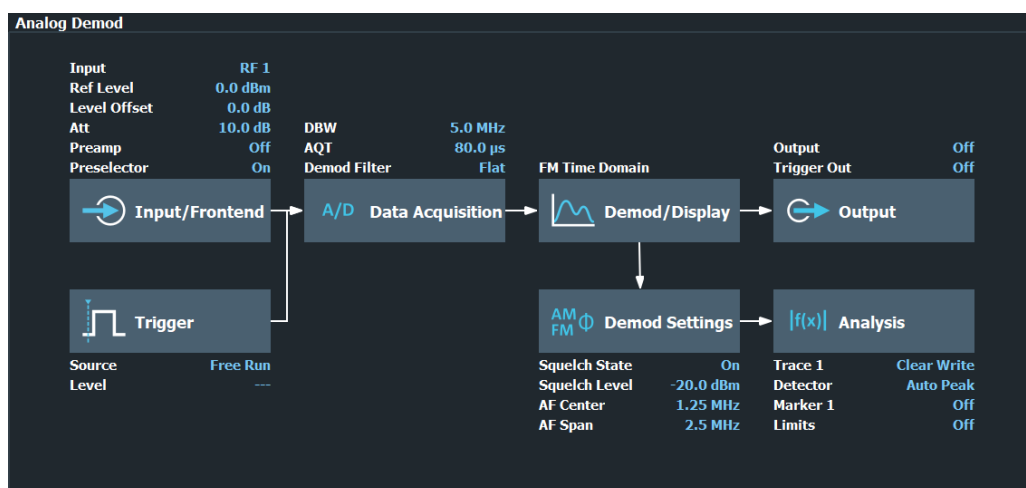 Analog Demod
Input RF 1
Ref Level 0.0 dBm
Level Offset 0.0 dB
Att 10.0 dB
Preamp Off
Preselector On
Input/Frontend
DBW 5.0 MHz
AQT 80.0 µs
Demod Filter Flat
A/D Data Acquisition
FM Time Domain
Demod/Display
Output Off
Trigger Out Off
Output
Trigger
Source Free Run
Level ---
AM FM Φ Demod Settings
Squelch State On
Squelch Level -20.0 dBm
AF Center 1.25 MHz
AF Span 2.5 MHz
|f(x)| Analysis
Trace 1 Clear Write
Detector Auto Peak
Marker 1 Off
Limits Off